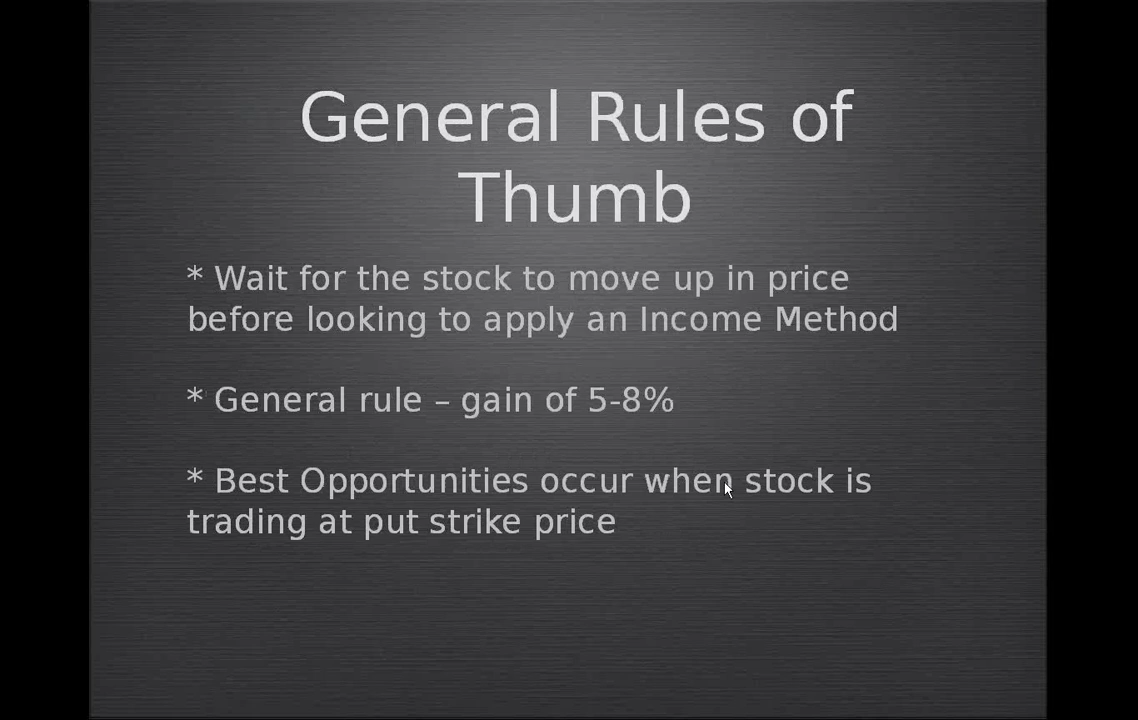 General Rules of
Thumb
* Wait for the stock to move up in price
before looking to apply an Income Method
* General rule – gain of 5-8%
* Best Opportunities occur when stock is
trading at put strike price